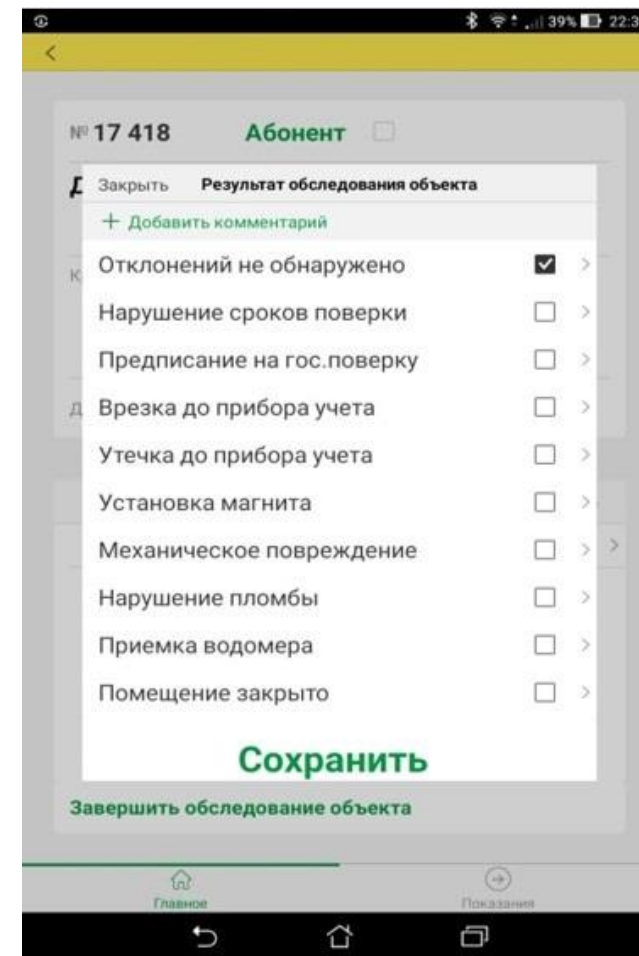 39% 22:3
№ 17 418 Абонент
Закрыть Результат обследования объекта
+ Добавить комментарий
Отклонений не обнаружено
Нарушение сроков поверки
Предписание на гос.поверку
Врезка до прибора учета
Утечка до прибора учета
Установка магнита
Механическое повреждение
Нарушение пломбы
Приемка водомера
Помещение закрыто
Сохранить
Завершить обследование объекта
Главное Показания